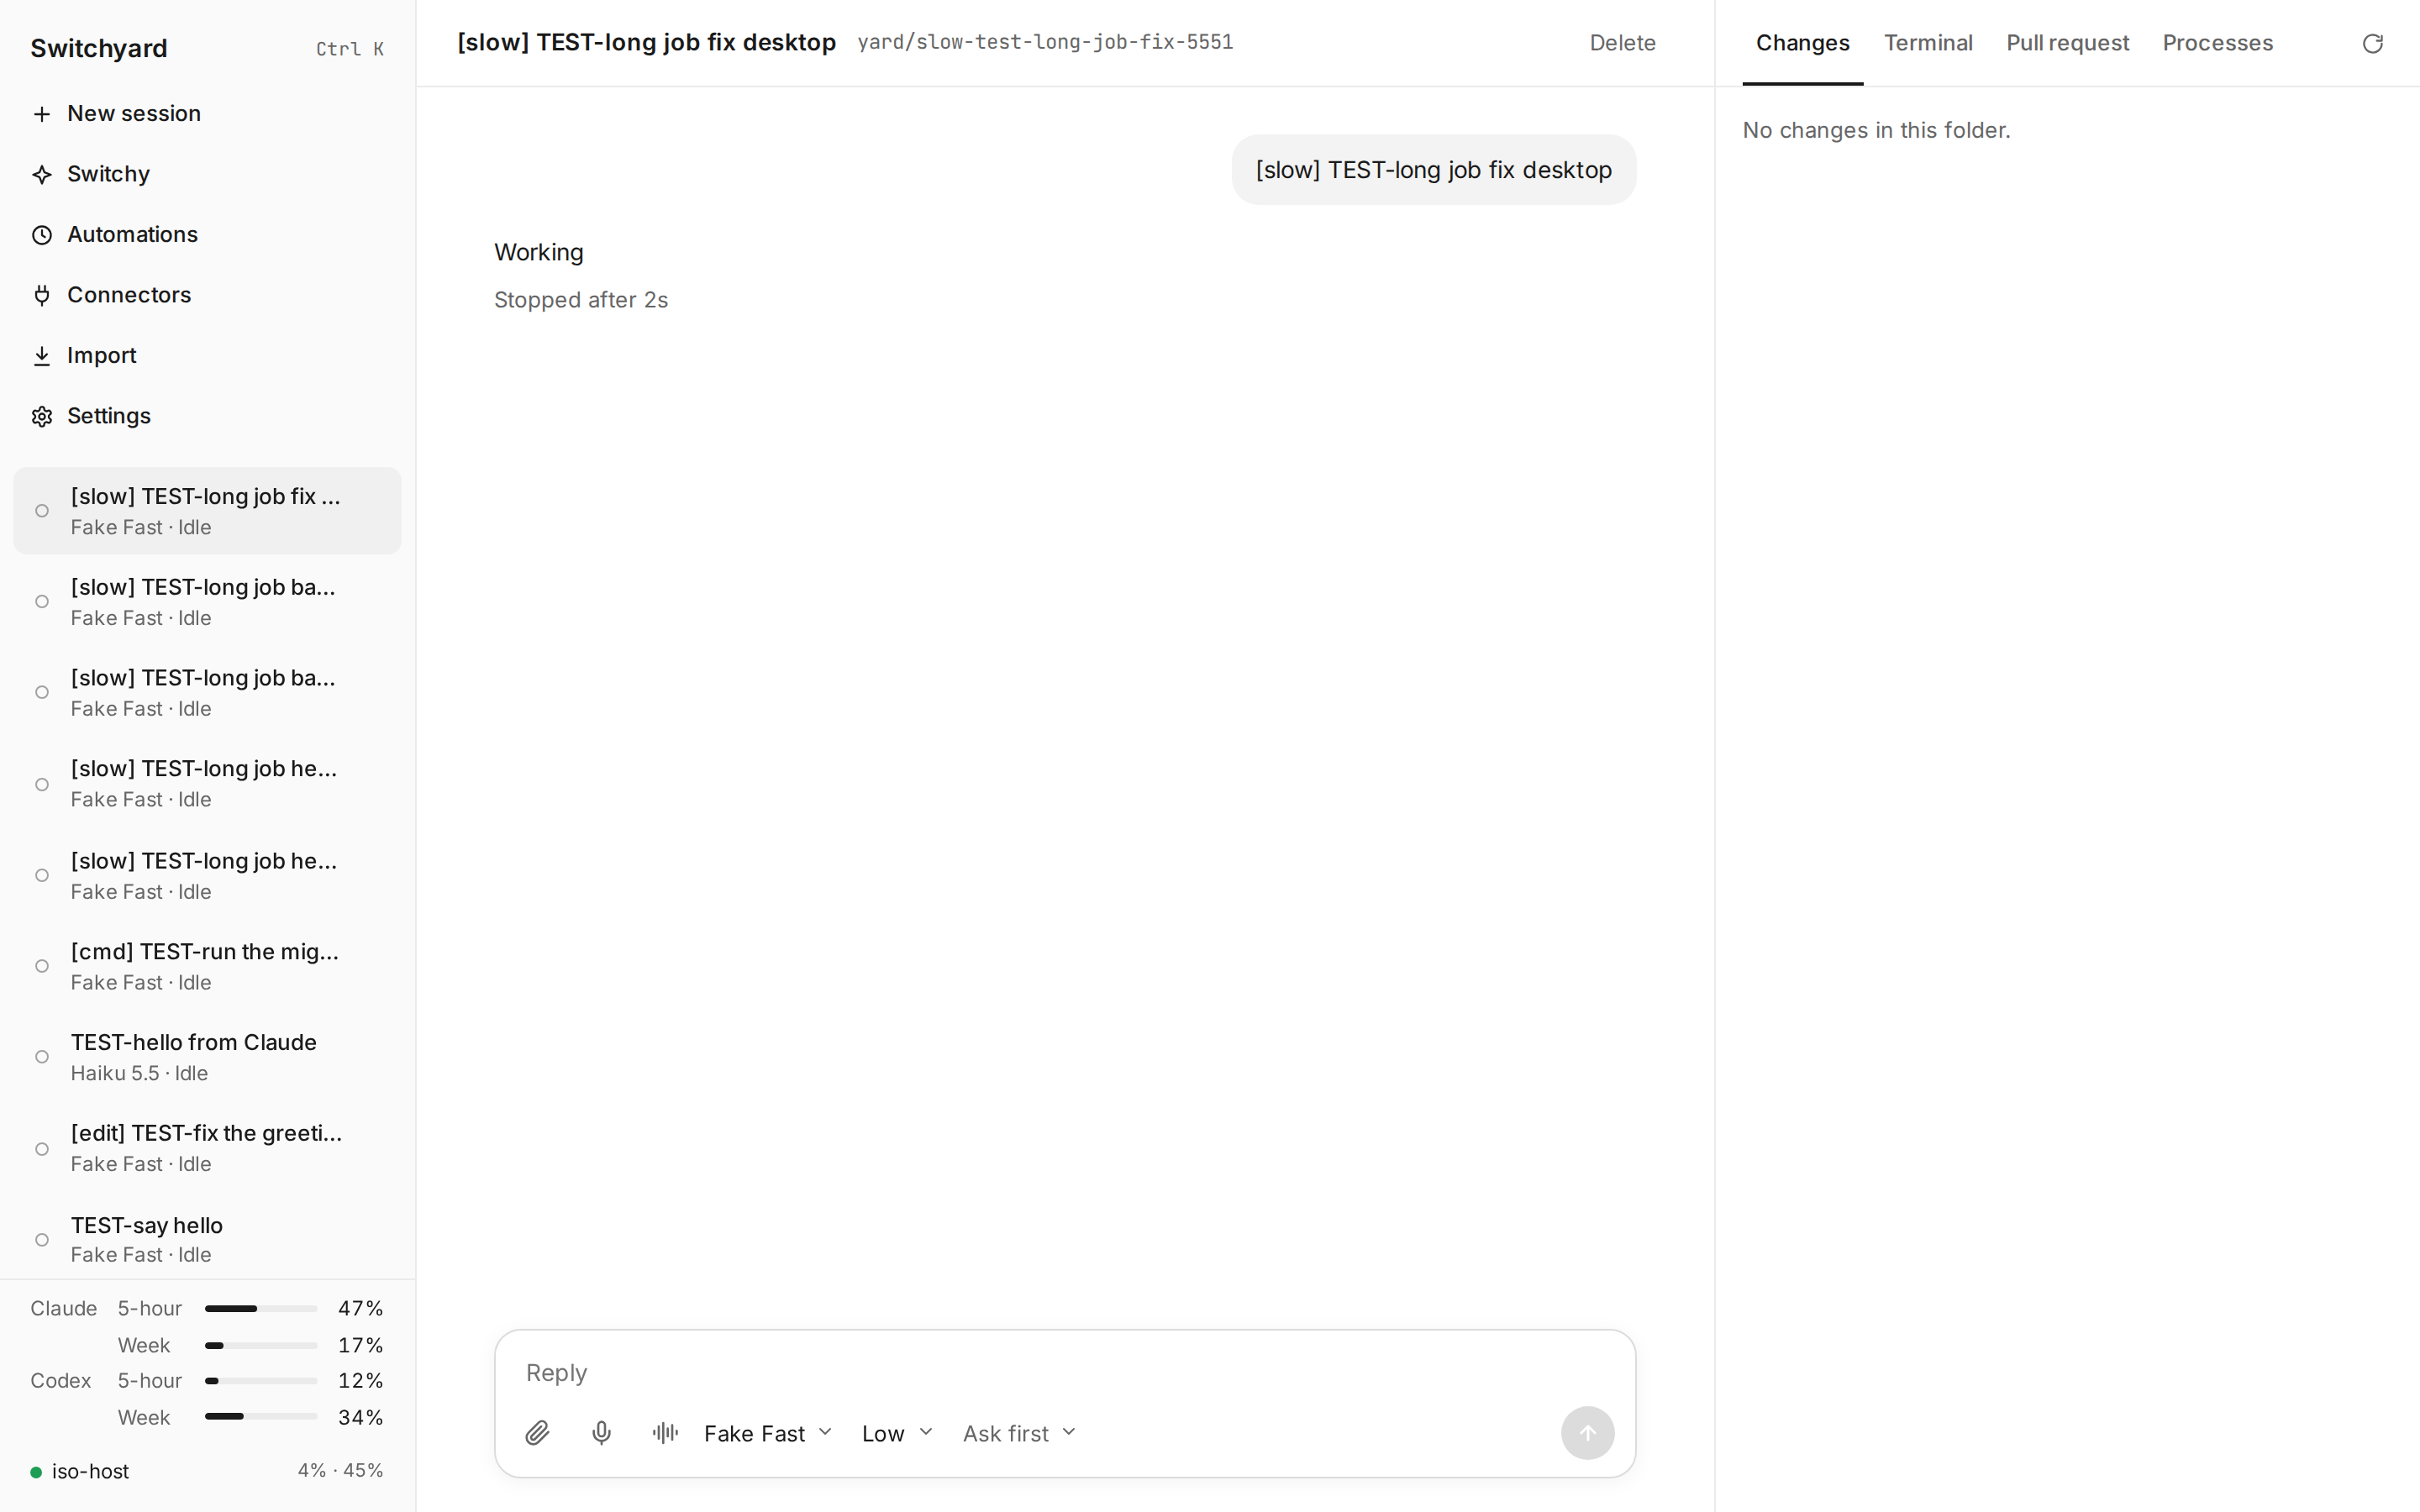 Switchyard
Ctrl K
New session
Switchy
Automations
Connectors
Import
Settings
[slow] TEST-long job fix ...
Fake Fast · Idle
[slow] TEST-long job ba...
Fake Fast · Idle
[slow] TEST-long job ba...
Fake Fast · Idle
[slow] TEST-long job he...
Fake Fast · Idle
[slow] TEST-long job he...
Fake Fast · Idle
[cmd] TEST-run the mig...
Fake Fast · Idle
TEST-hello from Claude
Haiku 5.5 · Idle
[edit] TEST-fix the greeti...
Fake Fast · Idle
TEST-say hello
Fake Fast · Idle
Claude 5-hour 47%
Week 17%
Codex 5-hour 12%
Week 34%
iso-host 4% · 45%
[slow] TEST-long job fix desktop yard/slow-test-long-job-fix-5551 Delete
[slow] TEST-long job fix desktop
Working
Stopped after 2s
Reply
Fake Fast Low Ask first
Changes Terminal Pull request Processes
No changes in this folder.